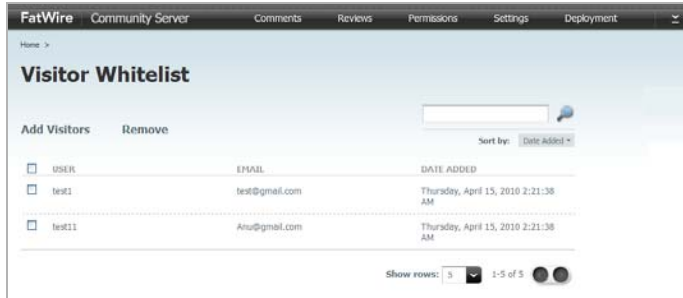 FatWire Community Server Comments Reviews Permissions Settings Deployment
Home >
Visitor Whitelist
Add Visitors Remove
Sort by: Date Added
USER EMAIL DATE ADDED
test1 test@gmail.com Thursday, April 15, 2010 2:21:38
AM
test11 Anu@gmail.com Thursday, April 15, 2010 2:21:38
AM
Show rows: 5 1-5 of 5